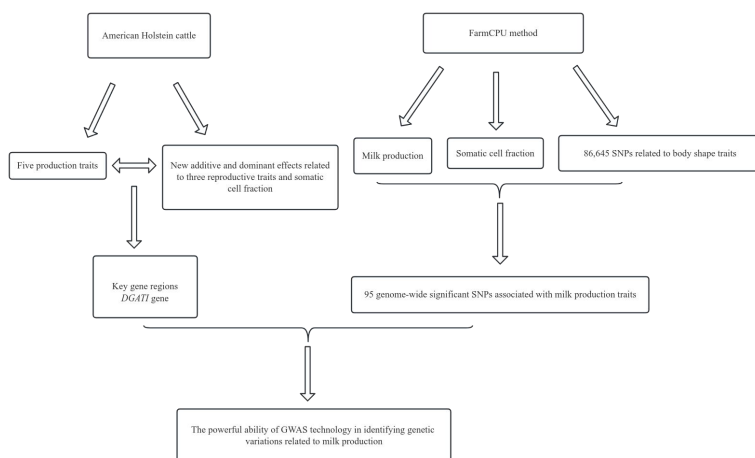 American Holstein cattle
FarmCPU method
Five production traits
New additive and dominant effects related
to three reproductive traits and somatic
cell fraction
Milk production
Somatic cell fraction
86,645 SNPs related to body shape traits
Key gene regions
DGATI gene
95 genome-wide significant SNPs associated with milk production traits
The powerful ability of GWAS technology in identifying genetic
variations related to milk production